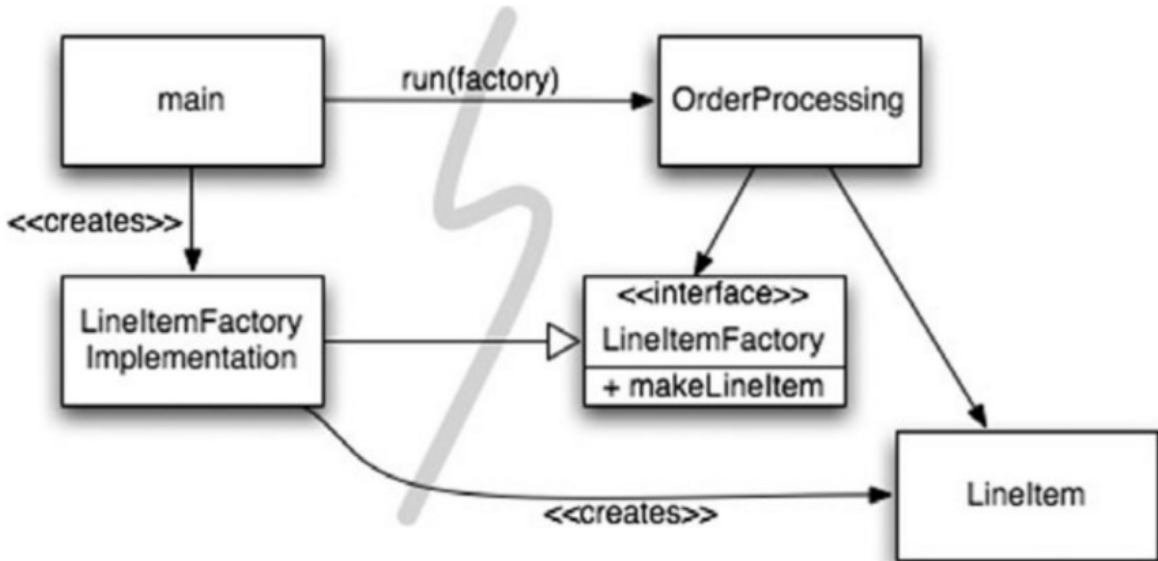 main
run(factory)
OrderProcessing
<<creates>>
LineItemFactory
Implementation
<<interface>>
LineItemFactory
+ makeLineItem
<<creates>>
LineItem